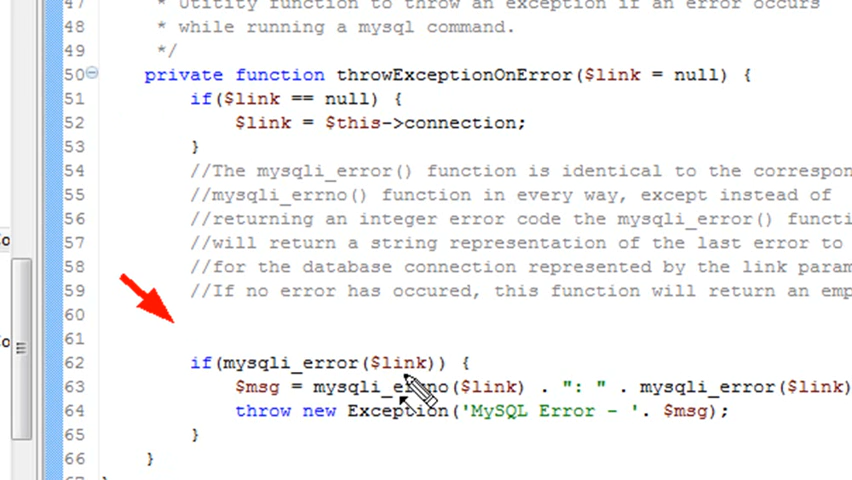 47 * Utitity function to throw an exception if an error occurs
48 * while running a mysql command.
49 */
50 private function throwExceptionOnError($link = null) {
51 if($link == null) {
52 $link = $this->connection;
53 }
54 //The mysqli_error() function is identical to the correspon
55 //mysqli_errno() function in every way, except instead of
56 //returning an integer error code the mysqli_error() functi
57 //will return a string representation of the last error to
58 //for the database connection represented by the link param
59 //If no error has occured, this function will return an emp
60
61
62 if(mysqli_error($link)) {
63 $msg = mysqli_errno($link) . ": " . mysqli_error($link)
64 throw new Exception('MySQL Error - '. $msg);
65 }
66 }